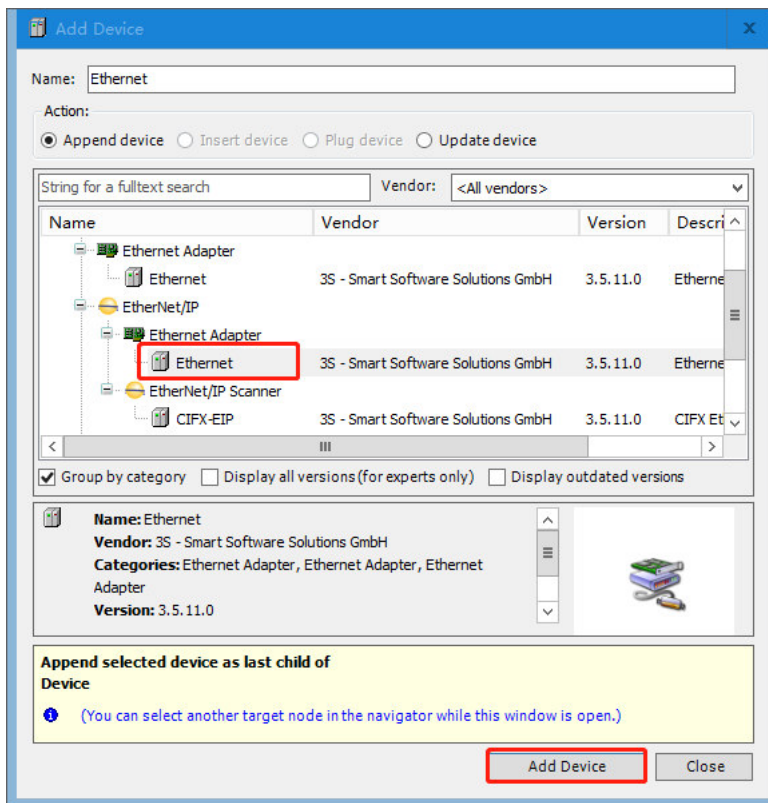 Add Device
Name: Ethernet
Action:
Append device Insert device Plug device Update device
String for a fulltext search Vendor: <All vendors>
Name Vendor Version Descri
Ethernet Adapter
Ethernet 3S - Smart Software Solutions GmbH 3.5.11.0 Etherne
EtherNet/IP
Ethernet Adapter
Ethernet 3S - Smart Software Solutions GmbH 3.5.11.0 Etherne
EtherNet/IP Scanner
CIFX-EIP 3S - Smart Software Solutions GmbH 3.5.11.0 CIFX Et
Group by category Display all versions(for experts only) Display outdated versions
Name: Ethernet
Vendor: 3S - Smart Software Solutions GmbH
Categories: Ethernet Adapter, Ethernet Adapter, Ethernet
Adapter
Version: 3.5.11.0
Append selected device as last child of
Device
(You can select another target node in the navigator while this window is open.)
Add Device Close